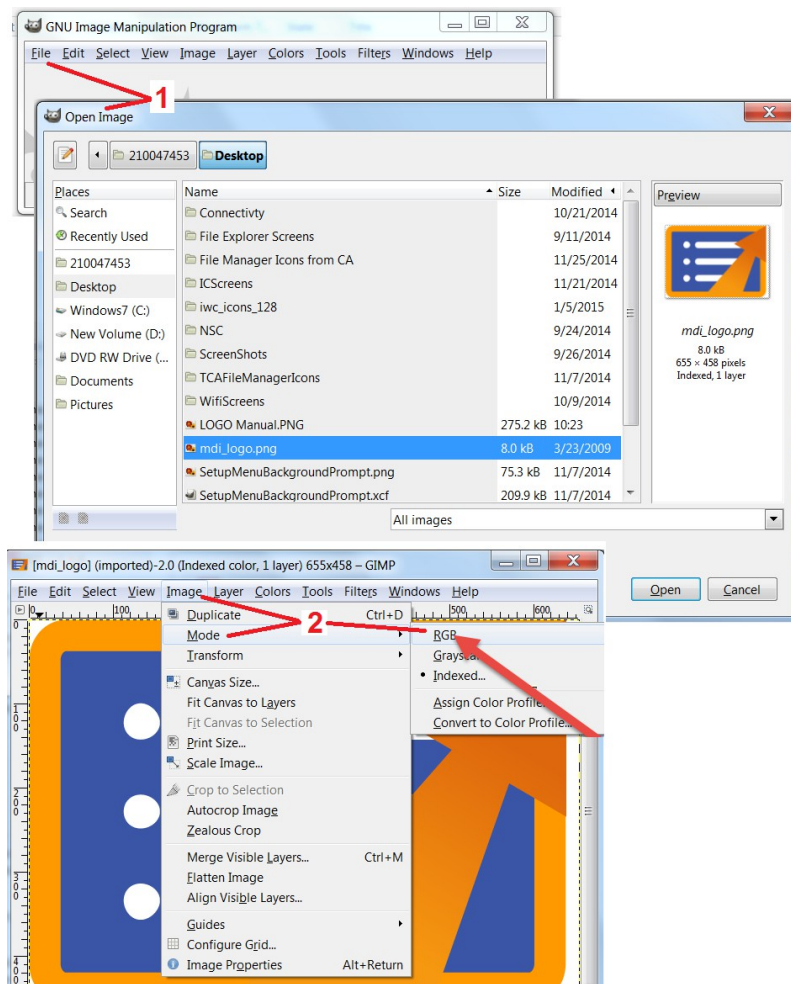 GNU Image Manipulation Program
File Edit Select View Image Layer Colors Tools Filters Windows Help
1
Open Image
210047453 Desktop
Places Name Size Modified Preview
Search Connectivty 10/21/2014
Recently Used File Explorer Screens 9/11/2014
210047453 File Manager Icons from CA 11/25/2014
Desktop ICScreens 11/21/2014
Windows7 (C:) iwc_icons_128 1/5/2015
New Volume (D:) NSC 9/24/2014 mdi_logo.png
DVD RW Drive (... ScreenShots 9/26/2014 8.0 kB
655 × 458 pixels
Documents TCAFileManagerIcons 11/7/2014 Indexed, 1 layer
Pictures WifiScreens 10/9/2014
LOGO Manual.PNG 275.2 kB 10:23
mdi_logo.png 8.0 kB 3/23/2009
SetupMenuBackgroundPrompt.png 75.3 kB 11/7/2014
SetupMenuBackgroundPrompt.xcf 209.9 kB 11/7/2014
All images
Open Cancel
[mdi_logo] (imported)-2.0 (Indexed color, 1 layer) 655x458 – GIMP
File Edit Select View Image Layer Colors Tools Filters Windows Help
0 100 500 600
Duplicate Ctrl+D
2
Mode RGB
Transform
Indexed...
Canvas Size...
Fit Canvas to Layers Assign Color Profile...
Fit Canvas to Selection Convert to Color Profile...
Print Size...
Scale Image...
Crop to Selection
Autocrop Image
Zealous Crop
Merge Visible Layers... Ctrl+M
Flatten Image
Align Visible Layers...
Guides
Configure Grid...
Image Properties Alt+Return
0
100
200
300